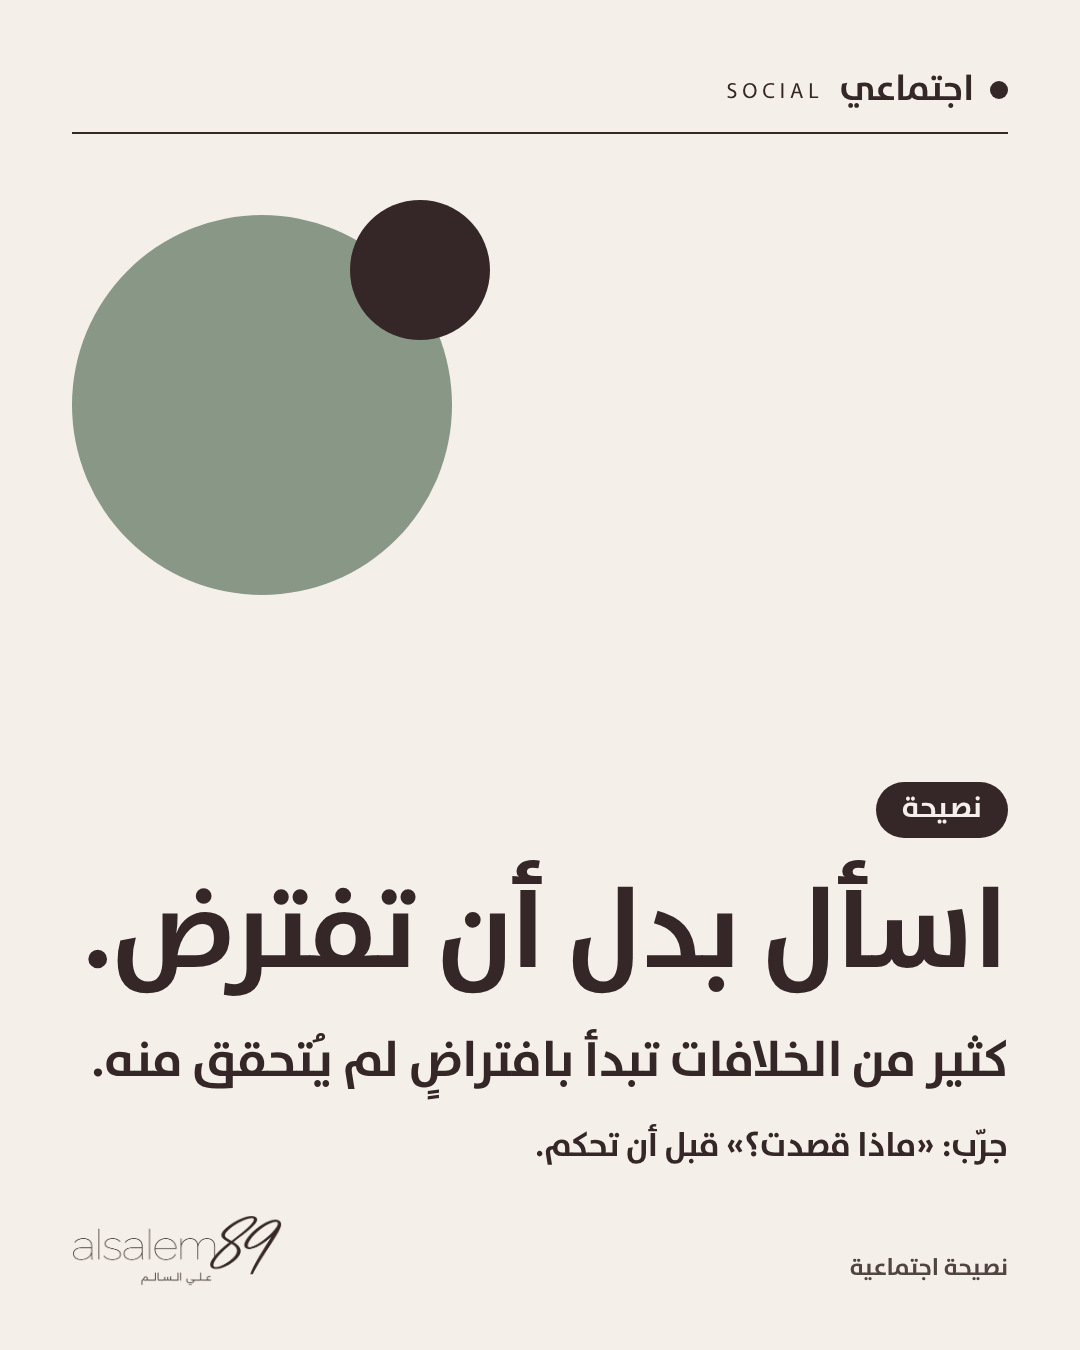 اجتماعي SOCIAL
نصيحة
اسأل بدل أن تفترض.
كثير من الخلافات تبدأ بافتراضٍ لم يُتحقق منه.
جرّب: «ماذا قصدت؟» قبل أن تحكم.
نصيحة اجتماعية
alsalem89
علي السالم